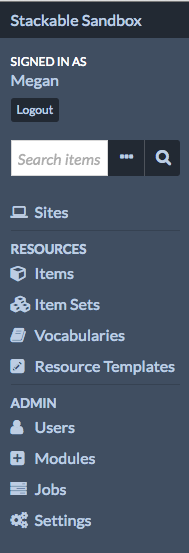 Stackable Sandbox
SIGNED IN AS
Megan
Logout
Search items
Sites
RESOURCES
Items
Item Sets
Vocabularies
Resource Templates
ADMIN
Users
Modules
Jobs
Settings